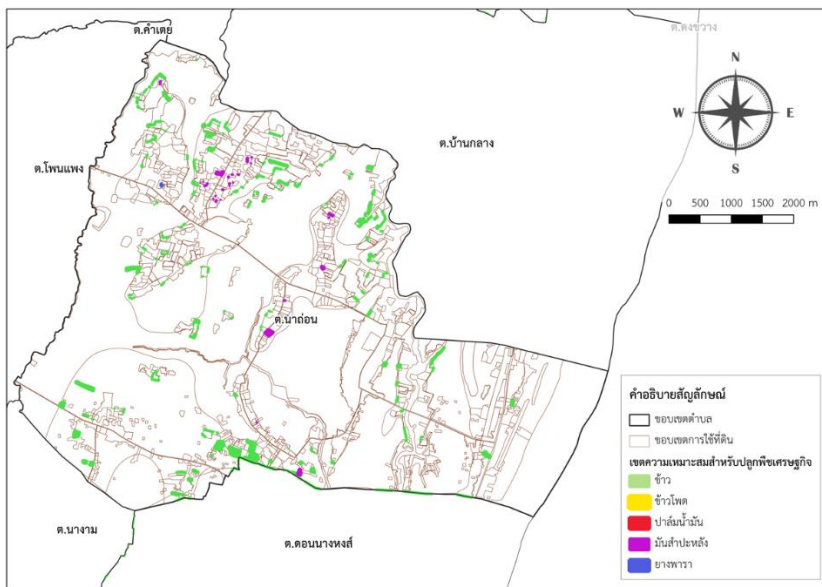 ต.คำเตย
ต.ดงขวาง
N
W E
S
ต.บ้านกลาง
ต.โพนแพง
0 500 1000 1500 2000 m
ต.นาถ่อน
คำอธิบายสัญลักษณ์
ขอบเขตตำบล
ขอบเขตการใช้ที่ดิน
เขตความเหมาะสมสำหรับปลูกพืชเศรษฐกิจ
ข้าว
ข้าวโพด
ปาล์มน้ำมัน
มันสำปะหลัง
ยางพารา
ต.นางาม
ต.ดอนนางหงส์